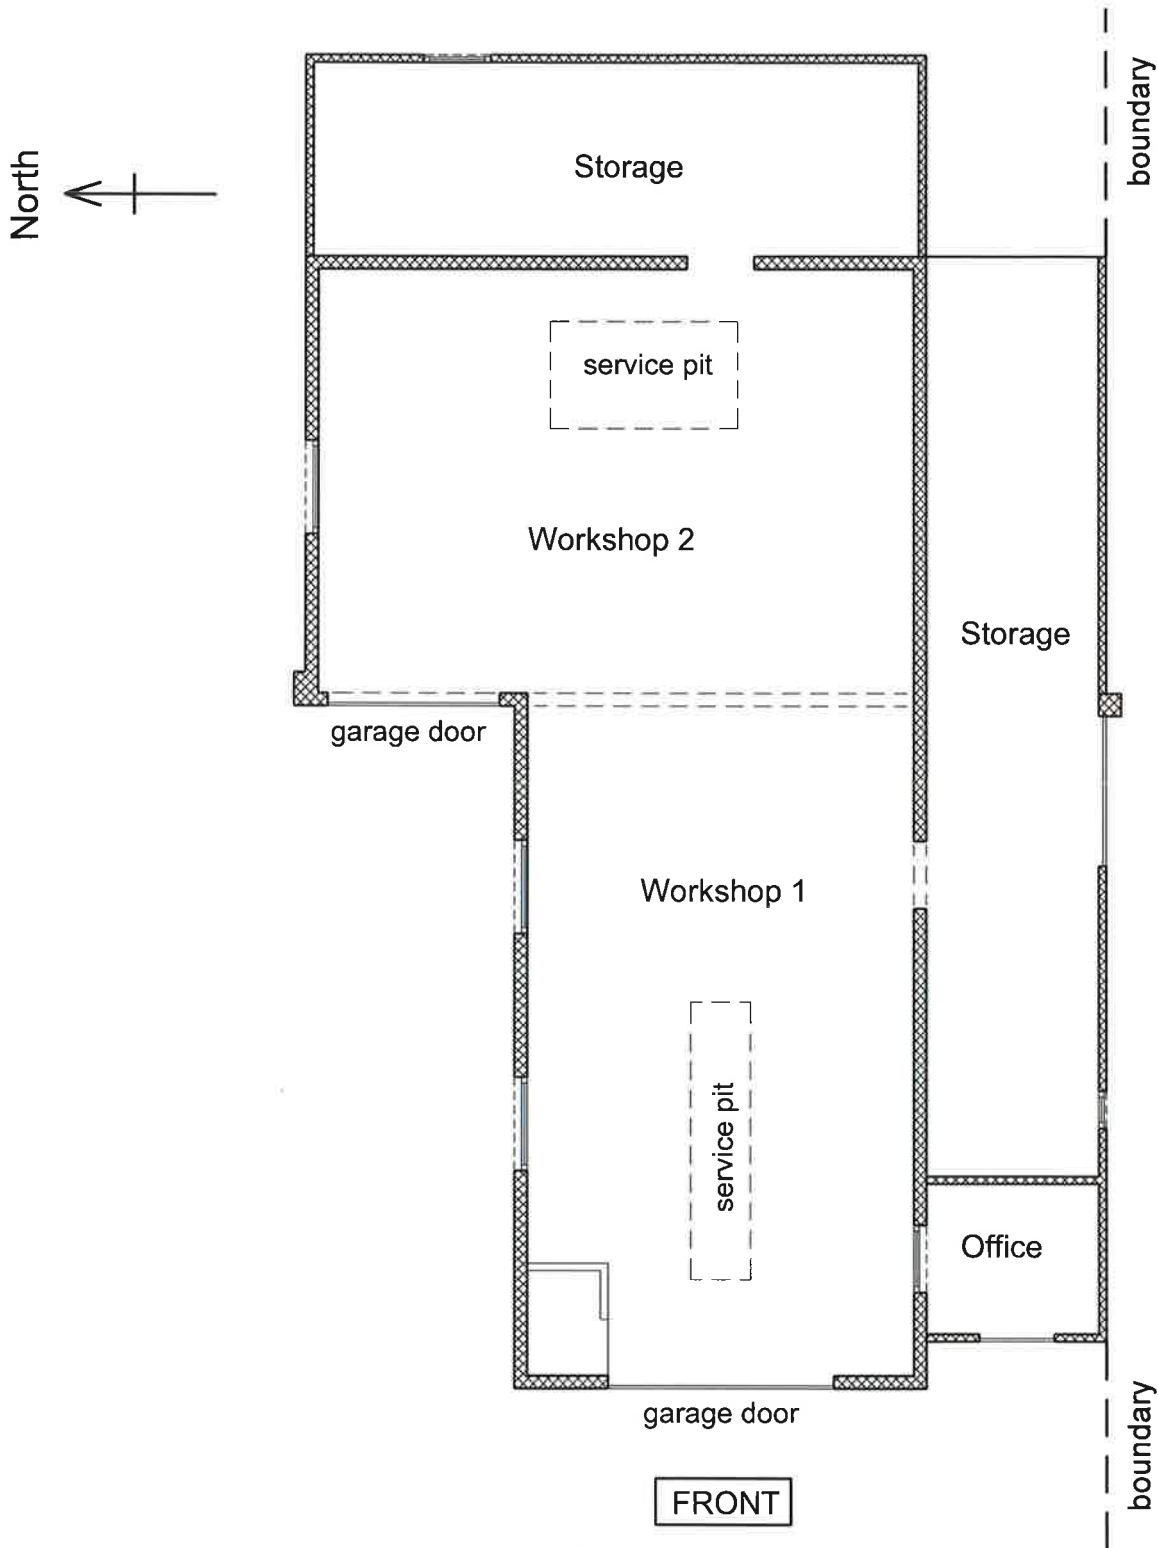 boundary
North
Storage
service pit
Workshop 2
Storage
garage door
Workshop 1
service pit
Office
garage door
boundary
FRONT